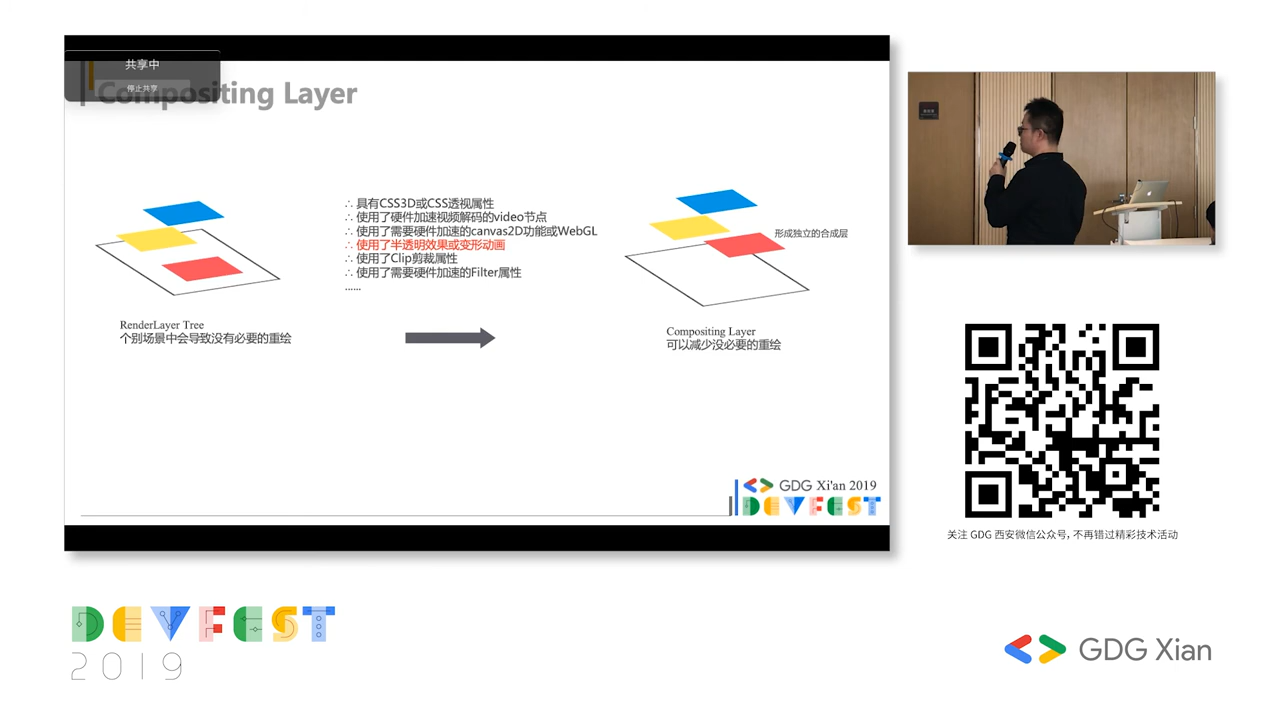 共享中
停止共享
Compositing Layer
∴ 具有CSS3D或CSS透视属性
∴ 使用了硬件加速视频解码的video节点
∴ 使用了需要硬件加速的canvas2D功能或WebGL
∴ 使用了半透明效果或变形动画
∴ 使用了Clip剪裁属性
∴ 使用了需要硬件加速的Filter属性
......
形成独立的合成层
RenderLayer Tree
个别场景中会导致没有必要的重绘
Compositing Layer
可以减少没必要的重绘
GDG Xi'an 2019
DEVFEST
关注 GDG 西安微信公众号, 不再错过精彩技术活动
DEVFEST
2019
GDG Xian